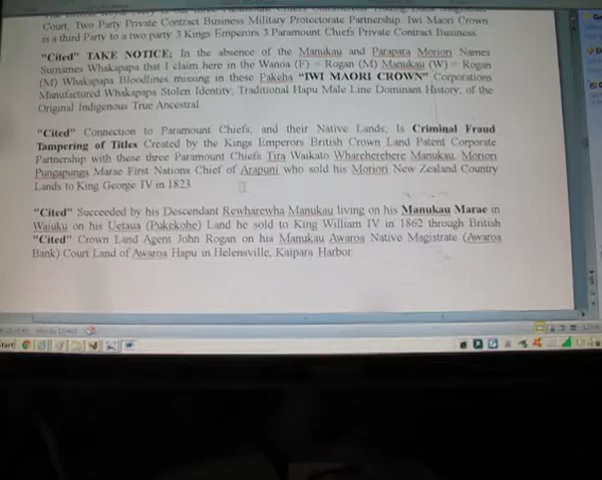 Court, Two Party Private Contract Business Military Protectorate Partnership. Iwi Maori Crown
is a third Party to a two party 3 Kings Emperors 3 Paramount Chiefs Private Contract Business.
"Cited" TAKE NOTICE; In the absence of the Manukau and Parapara Morion Names
Surnames Whakapapa that I claim here in the Wanoa (F) = Rogan (M) Manukau (W) = Rogan
(M) Whakapapa Bloodlines missing in these Pakeha "IWI MAORI CROWN" Corporations
Manufactured Whakapapa Stolen Identity, Traditional Hapu Male Line Dominant History, of the
Original Indigenous True Ancestral
"Cited" Connection to Paramount Chiefs, and their Native Lands; Is Criminal Fraud
Tampering of Titles Created by the Kings Emperors British Crown Land Patent Corporate
Partnership with these three Paramount Chiefs Tira Waikato Wharcherchere Manukau, Moriori
Pungapunga Marae First Nations Chief of Arapuni who sold his Moriori New Zealand Country
Lands to King George IV in 1823
"Cited" Succeeded by his Descendant Rewharewha Manukau living on his Manukau Marae in
Waiuku on his Uetaua (Pukekohe) Land he sold to King William IV in 1862 through British
"Cited" Crown Land Agent John Rogan on his Manukau Awaroa Native Magistrate (Awaroa
Bank) Court Land of Awaroa Hapu in Helensville, Kaipara Harbor